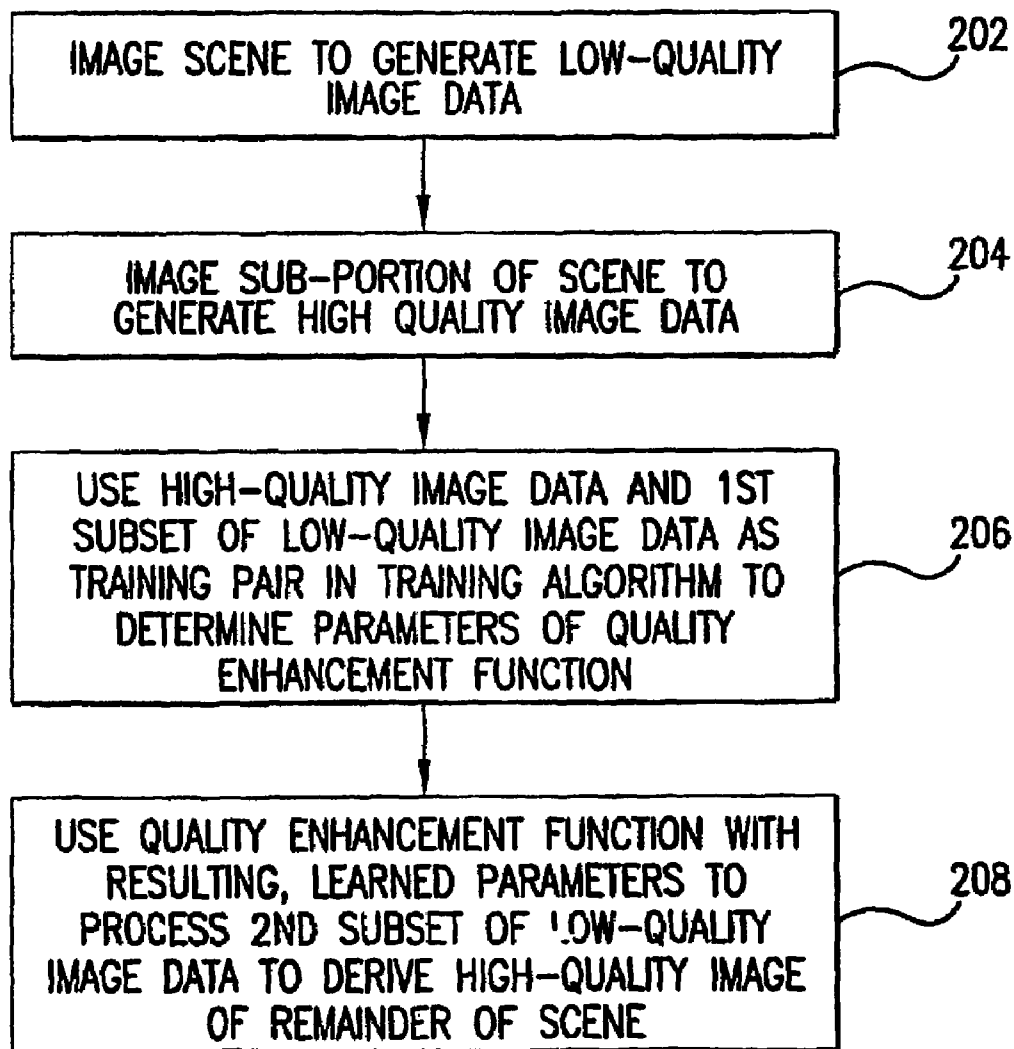 IMAGE SCENE TO GENERATE LOW-QUALITY
IMAGE DATA
202
IMAGE SUB-PORTION OF SCENE TO
GENERATE HIGH QUALITY IMAGE DATA
204
USE HIGH-QUALITY IMAGE DATA AND 1ST
SUBSET OF LOW-QUALITY IMAGE DATA AS
TRAINING PAIR IN TRAINING ALGORITHM TO
DETERMINE PARAMETERS OF QUALITY
ENHANCEMENT FUNCTION
206
USE QUALITY ENHANCEMENT FUNCTION WITH
RESULTING, LEARNED PARAMETERS TO
PROCESS 2ND SUBSET OF LOW-QUALITY
IMAGE DATA TO DERIVE HIGH-QUALITY IMAGE
OF REMAINDER OF SCENE
208